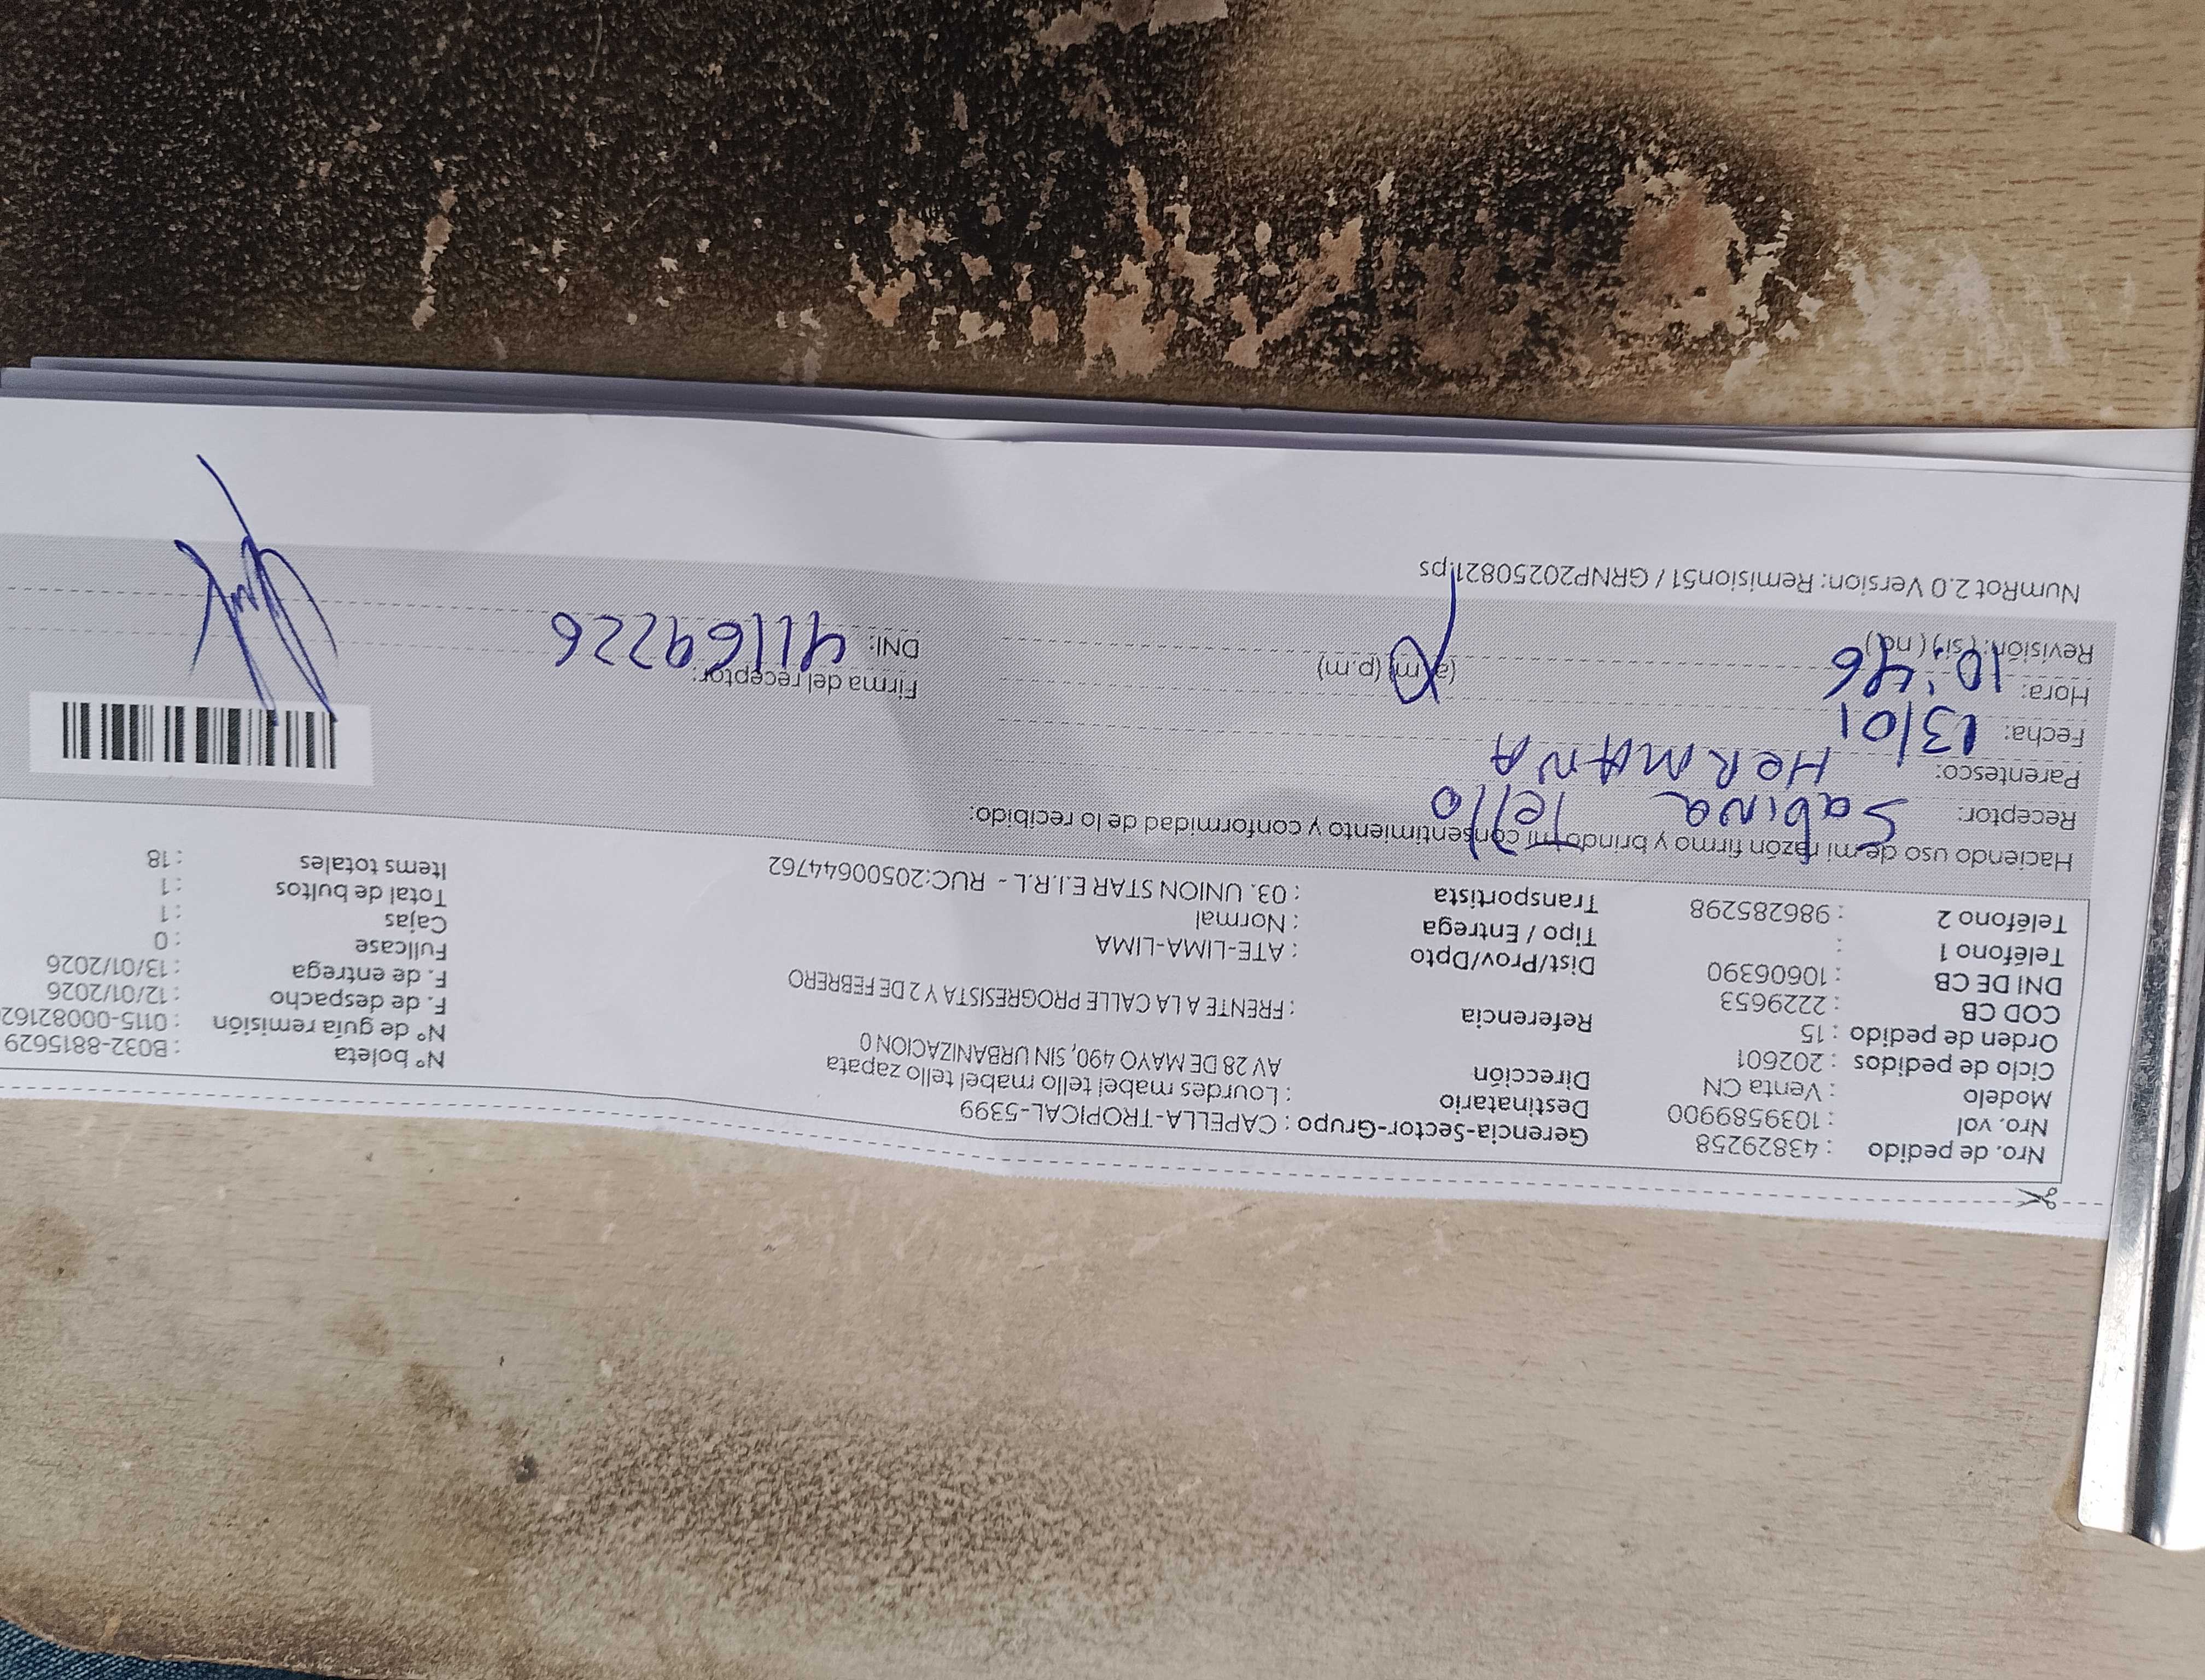 Nro. de pedido : 43829258
Nro. vol : 1039589900
Modelo : Venta CN
Ciclo de pedidos : 202601
Orden de pedido : 15
COD CB : 2229653
DNI DE CB : 10606390
Teléfono 1 :
Teléfono 2 : 986285298
Gerencia-Sector-Grupo : CAPELLA-TROPICAL-5399
Destinatario : Lourdes mabel tello mabel tello zapata
Dirección AV 28 DE MAYO 490, SIN URBANIZACION 0
Referencia : FRENTE A LA CALLE PROGRESISTA Y 2 DE FEBRERO
Dist/Prov/Dpto : ATE-LIMA-LIMA
Tipo / Entrega : Normal
Transportista : 03. UNION STAR E.I.R.L - RUC:20500644762
Nº boleta : B032-8815629
Nº de guía remisión : 0115-0008216
F. de despacho : 12/01/2026
F. de entrega : 13/01/2026
Fullcase : 0
Cajas : 1
Total de bultos : 1
Items totales : 18
Haciendo uso de mi razón firmo y brindo mi consentimiento y conformidad de lo recibido:
Receptor: Sabina Tello
Parentesco: HERMANA
Fecha: 13/01
Hora: 10:46 (a.m) (p.m)
Revisión: (si) (no)
Firma del receptor:
DNI: 41169226
NumRot 2.0 Version: Remision51 / GRNP20250821.ps